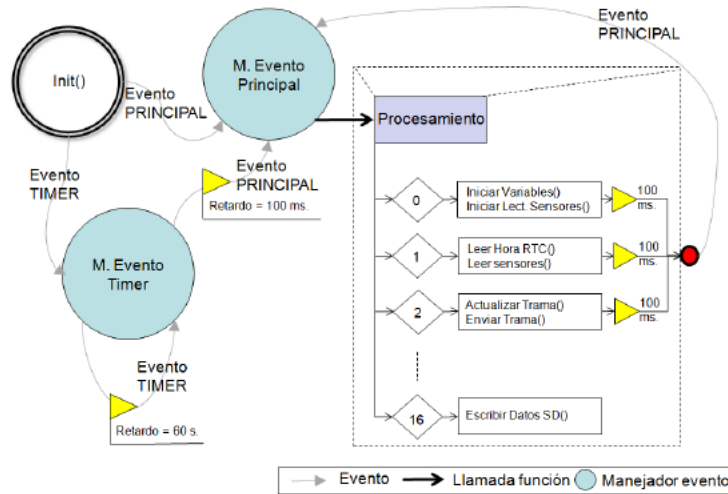 Evento
PRINCIPAL
Init()
M. Evento
Principal
Evento
PRINCIPAL
Procesamiento
Evento
TIMER
Evento
PRINCIPAL
Retardo = 100 ms.
0
Iniciar Variables()
Iniciar Lect. Sensores()
100
ms.
1
Leer Hora RTC()
Leer sensores()
100
ms.
M. Evento
Timer
2
Actualizar Trama()
Enviar Trama()
100
ms.
Evento
TIMER
Retardo = 60 s.
16
Escribir Datos SD()
Evento
Llamada función
Manejador evento